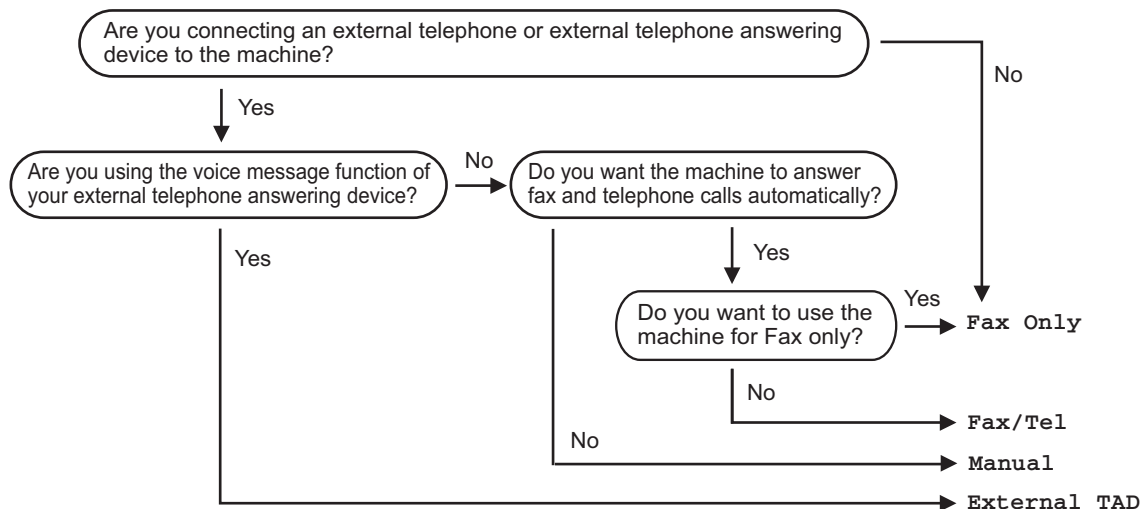 Are you connecting an external telephone or external telephone answering
device to the machine?
No
Yes
Are you using the voice message function of
your external telephone answering device?
No
Do you want the machine to answer
fax and telephone calls automatically?
Yes
Yes
Do you want to use the
machine for Fax only?
Yes
Fax Only
No
Fax/Tel
No
Manual
External TAD